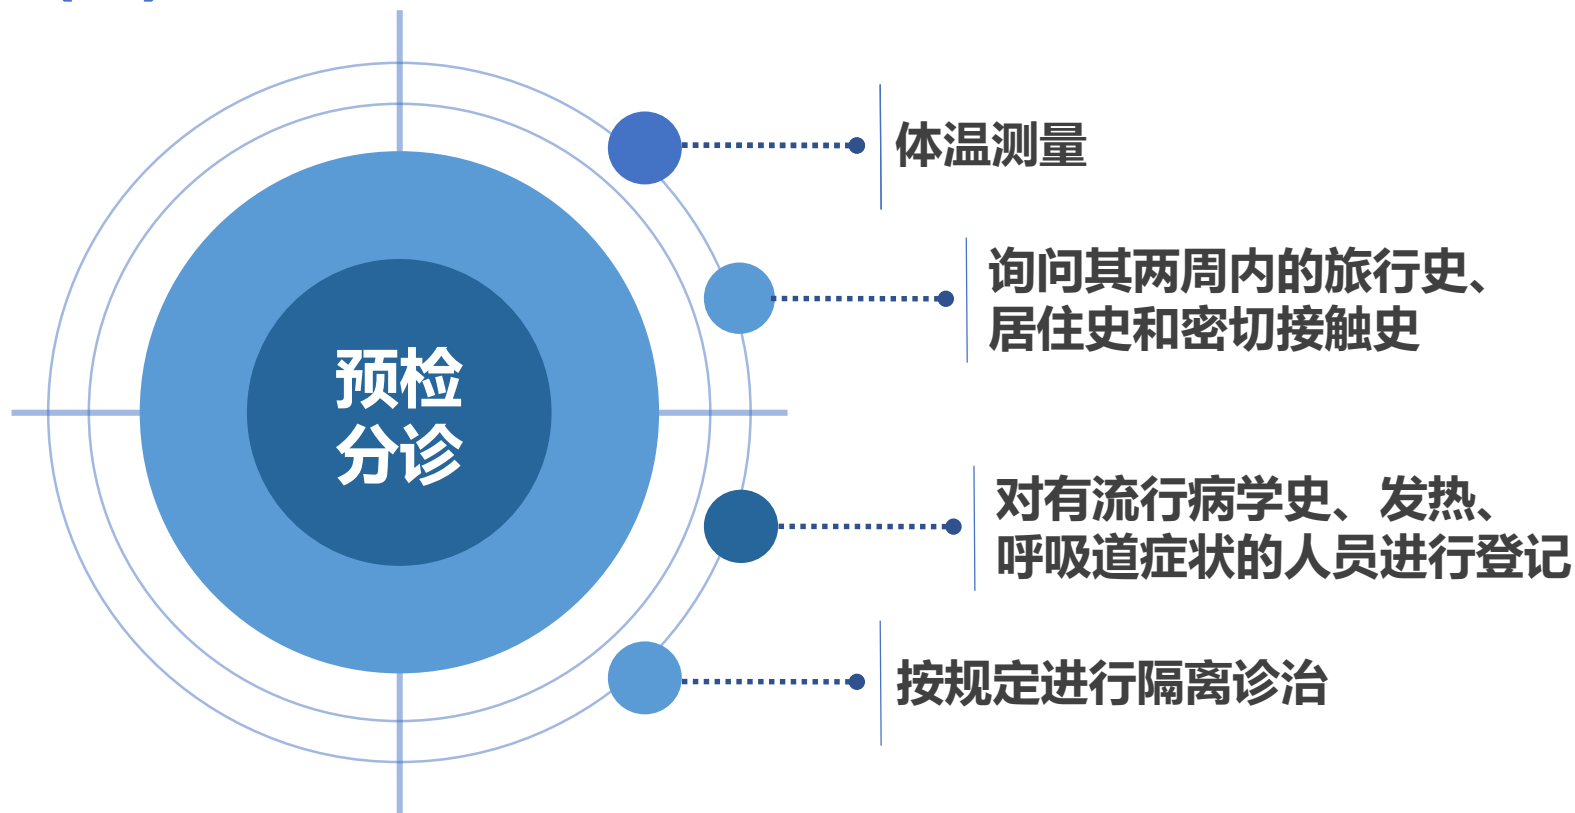 体温测量
询问其两周内的旅行史、
居住史和密切接触史
预检
分诊
对有流行病学史、发热、
呼吸道症状的人员进行登记
按规定进行隔离诊治